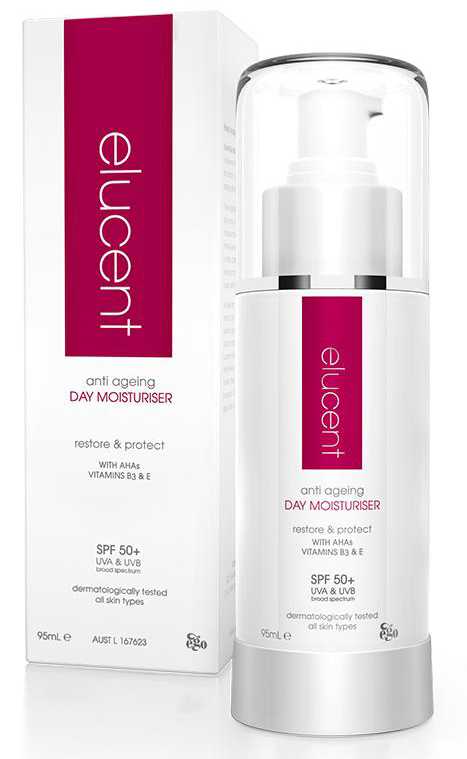 elucent
anti ageing
DAY MOISTURISER
restore & protect
WITH AHAs
VITAMINS B3 & E
SPF 50+
UVA & UVB
broad spectrum
dermatologically tested
all skin types
95mL e
AUST L 167623
ego
elucent
anti ageing
DAY MOISTURISER
restore & protect
WITH AHAs
VITAMINS B3 & E
SPF 50+
UVA & UVB
broad spectrum
dermatologically tested
all skin types
95mL e
ego